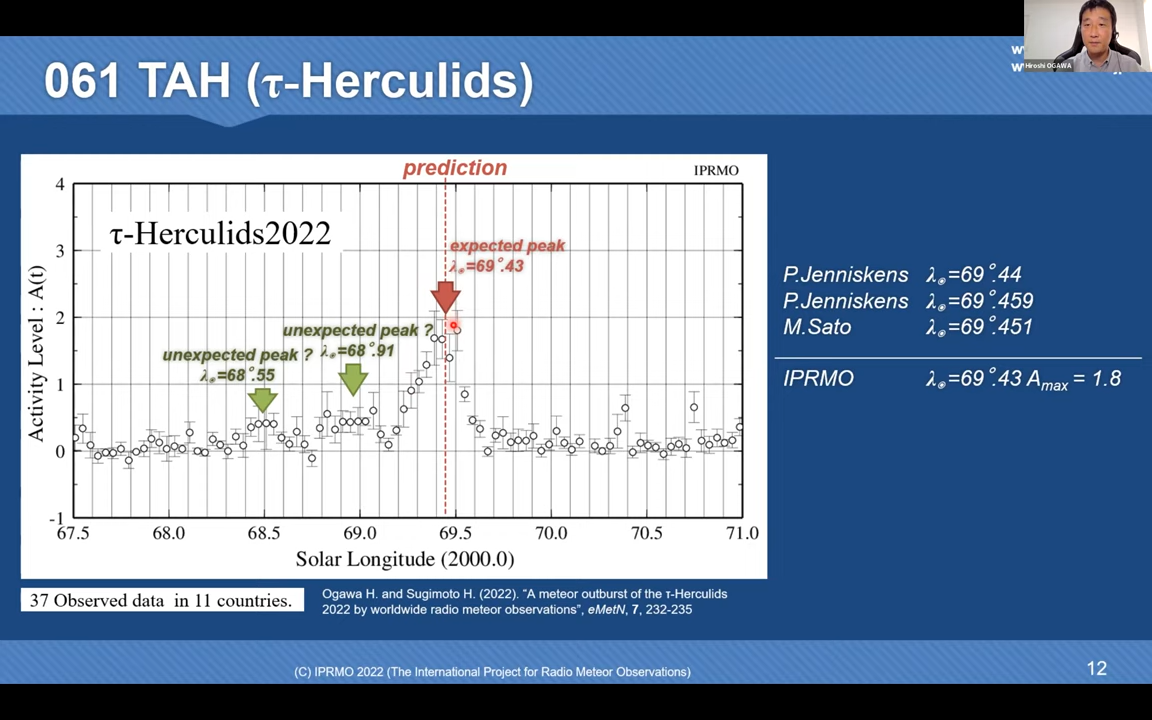 061 TAH (τ-Herculids)
Hiroshi OGAWA
prediction
IPRMO
τ-Herculids2022
expected peak
λ☉=69°.43
unexpected peak ?
λ☉=68°.91
unexpected peak ?
λ☉=68°.55
Activity Level : A(t)
4
3
2
1
0
-1
67.5 68.0 68.5 69.0 69.5 70.0 70.5 71.0
Solar Longitude (2000.0)
P.Jenniskens λ☉=69°.44
P.Jenniskens λ☉=69°.459
M.Sato λ☉=69°.451
IPRMO λ☉=69°.43 Amax = 1.8
37 Observed data in 11 countries.
Ogawa H. and Sugimoto H. (2022). “A meteor outburst of the τ-Herculids
2022 by worldwide radio meteor observations”, eMetN, 7, 232-235
(C) IPRMO 2022 (The International Project for Radio Meteor Observations)
12